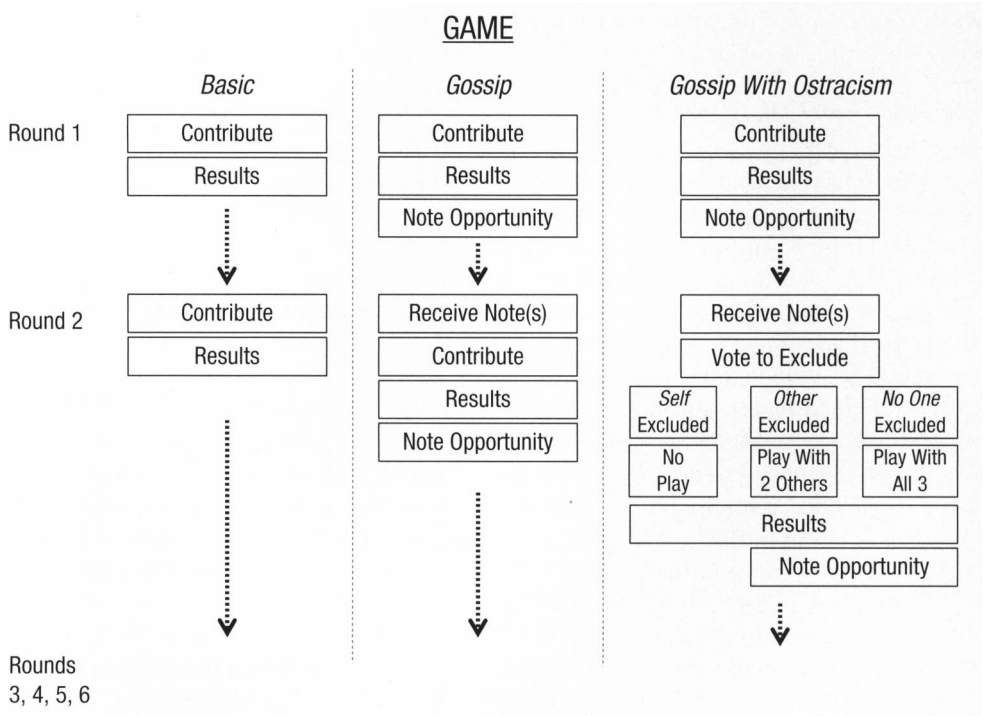 GAME
Basic
Gossip
Gossip With Ostracism
Round 1
Contribute
Results
Contribute
Results
Note Opportunity
Contribute
Results
Note Opportunity
Round 2
Contribute
Results
Receive Note(s)
Contribute
Results
Note Opportunity
Receive Note(s)
Vote to Exclude
Self
Excluded
Other
Excluded
No One
Excluded
No
Play
Play With
2 Others
Play With
All 3
Results
Note Opportunity
Rounds
3, 4, 5, 6